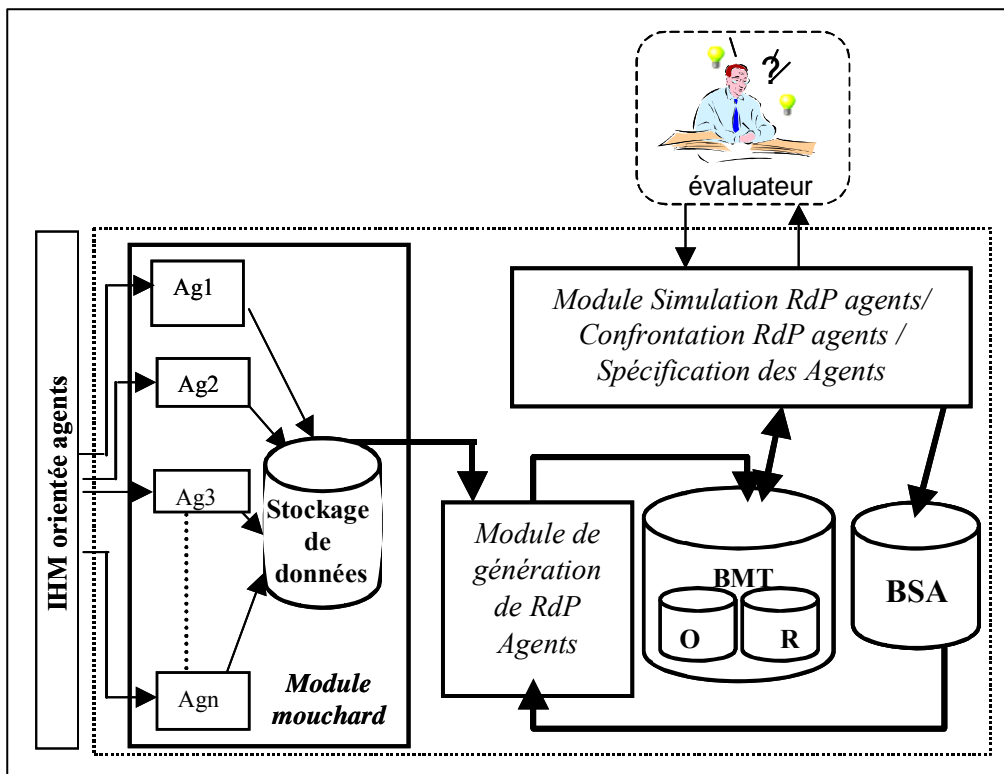 ?
évaluateur
IHM orientée agents
Ag1
Ag2
Ag3
Agn
Stockage
de
données
Module
mouchard
Module Simulation RdP agents/
Confrontation RdP agents /
Spécification des Agents
Module de
génération
de RdP
Agents
BMT
O
R
BSA